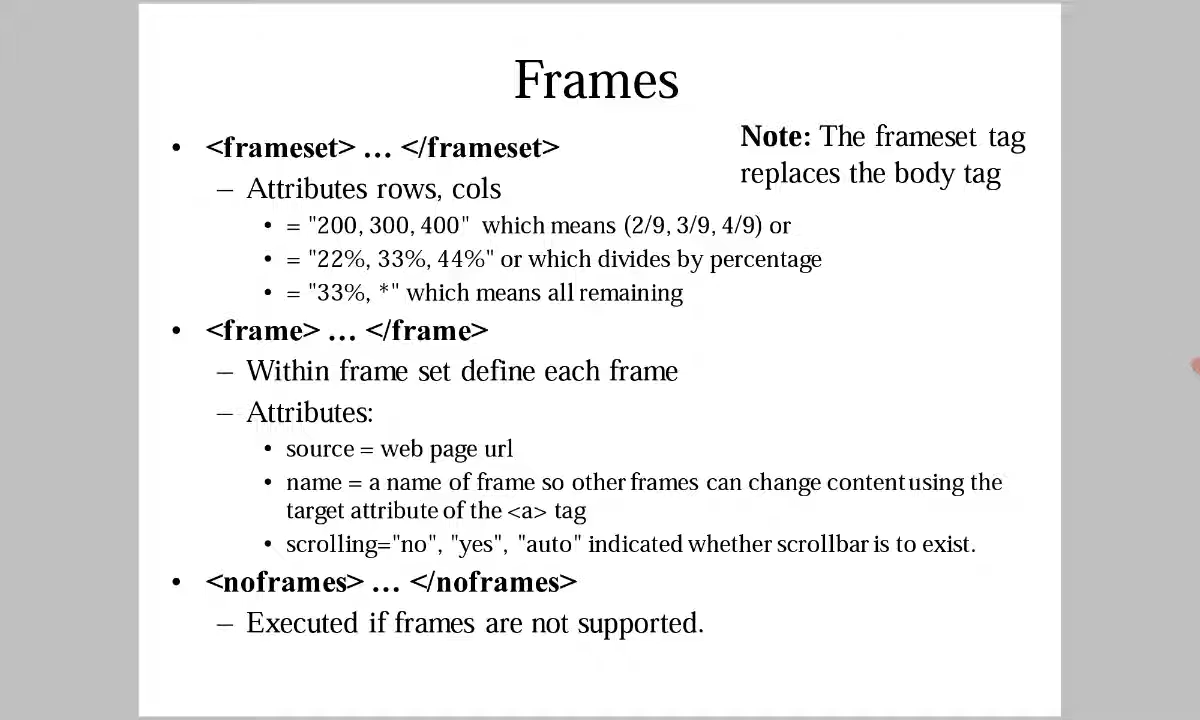 Frames
• <frameset> … </frameset>
Note: The frameset tag
replaces the body tag
– Attributes rows, cols
• = "200, 300, 400"  which means (2/9, 3/9, 4/9) or
• = "22%, 33%, 44%" or which divides by percentage
• = "33%, *" which means all remaining
• <frame> … </frame>
– Within frame set define each frame
– Attributes:
• source = web page url
• name = a name of frame so other frames can change content using the
target attribute of the <a> tag
• scrolling="no", "yes", "auto" indicated whether scrollbar is to exist.
• <noframes> … </noframes>
– Executed if frames are not supported.